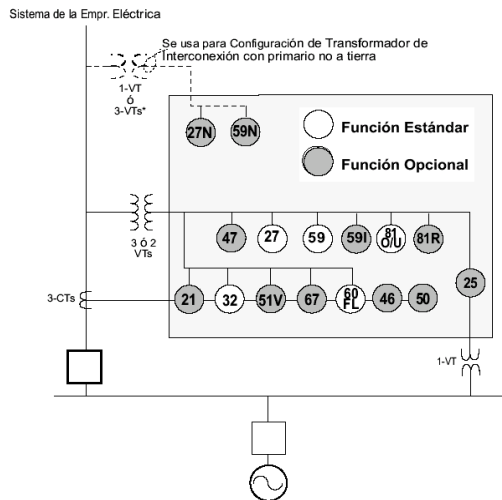 Sistema de la Empr. Eléctrica
Se usa para Configuración de Transformador de
Interconexión con primario no a tierra
1-VT
ó
3-VTs*
27N
59N
Función Estándar
Función Opcional
3 Ó 2
VTs
47
27
59
59I
81
O/U
81R
3-CTs
21
32
51V
67
60
FL
46
50
25
1-VT